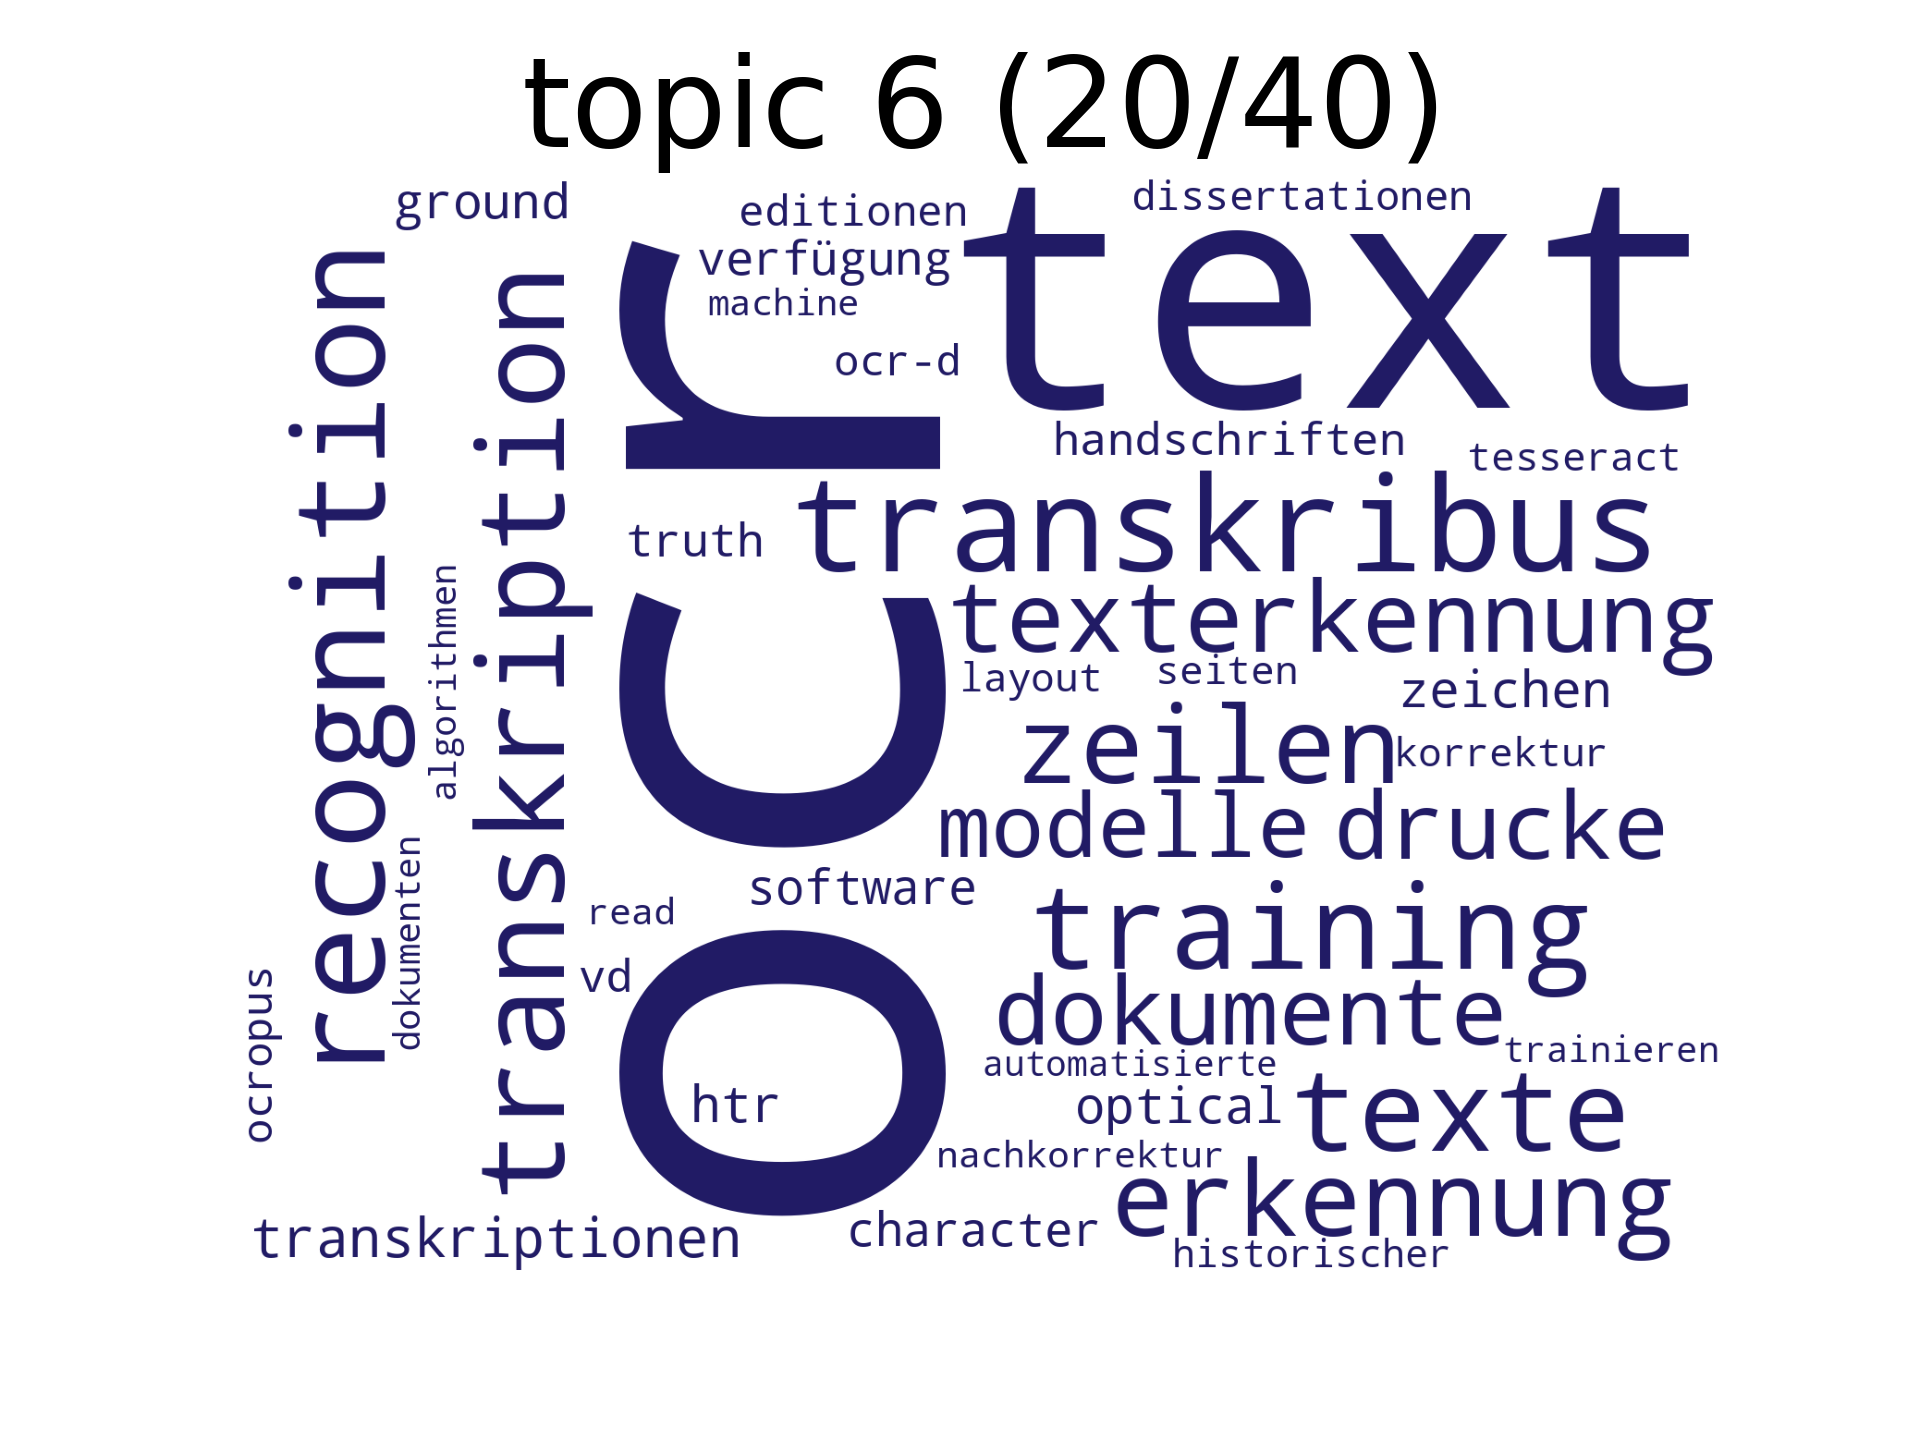 topic 6 (20/40)
ground
editionen
dissertationen
verfügung
machine
ocr-d
text
handschriften
tesseract
recognition
transkription
ocr
truth
transkribus
texterkennung
algorithmen
layout
seiten
zeichen
zeilen
korrektur
modelle
drucke
dokumenten
software
read
training
vd
ocropus
dokumente
automatisierte
trainieren
htr
optical
texte
nachkorrektur
erkennung
transkriptionen
character
historischer